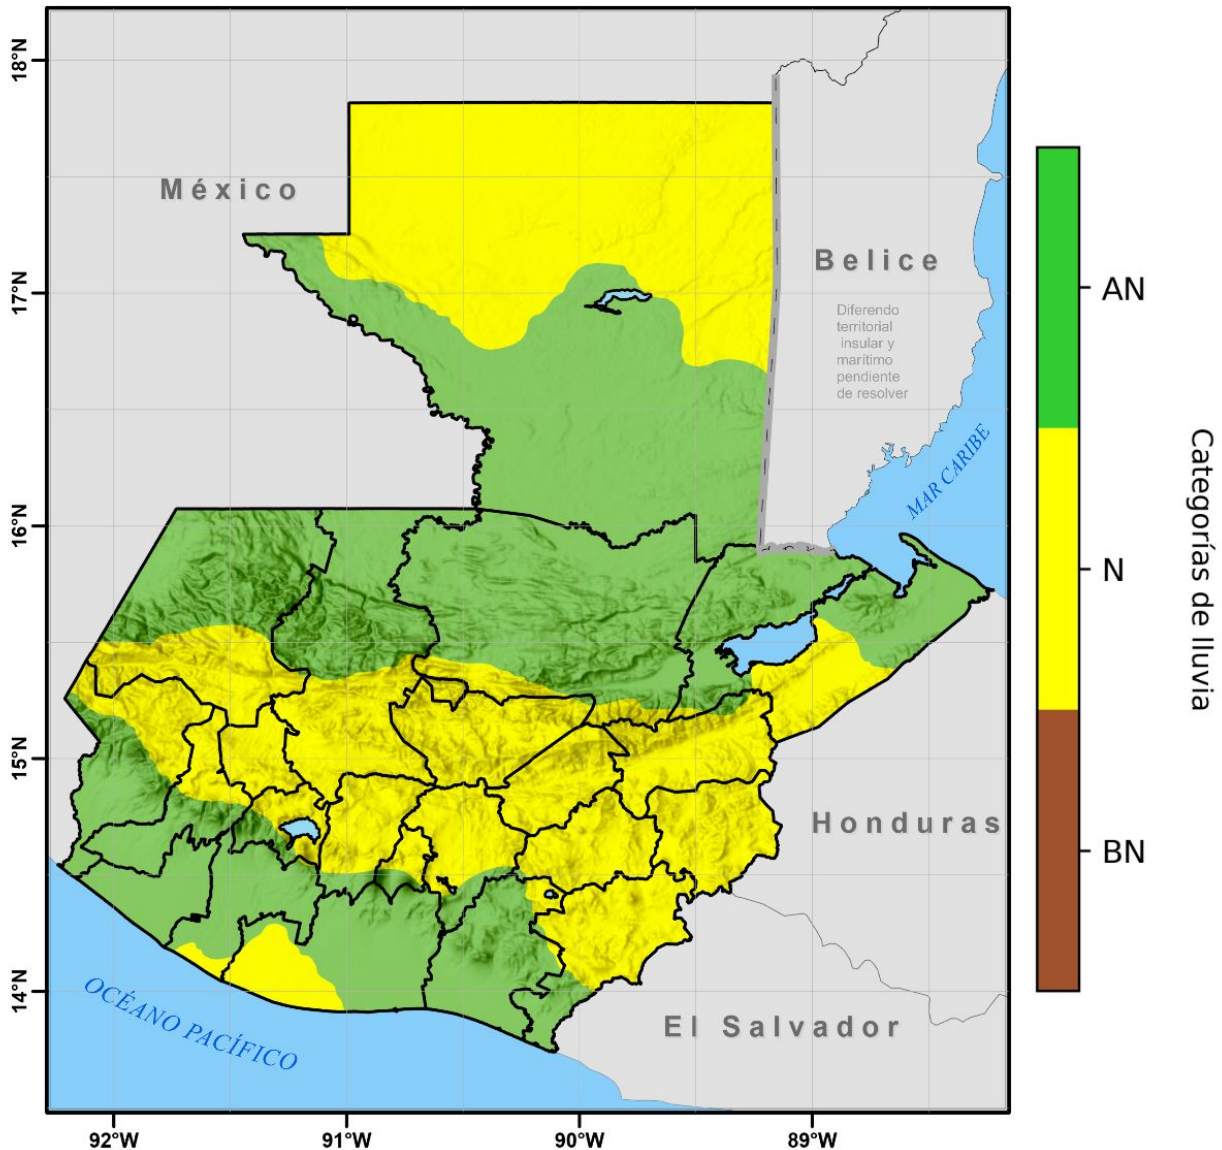 18°N
17°N
16°N
15°N
14°N
92°W
91°W
90°W
89°W
México
Belice
Diferendo
territorial
insular y
marítimo
pendiente
de resolver
MAR CARIBE
Honduras
El Salvador
OCÉANO PACÍFICO
AN
N
BN
Categorías de lluvia